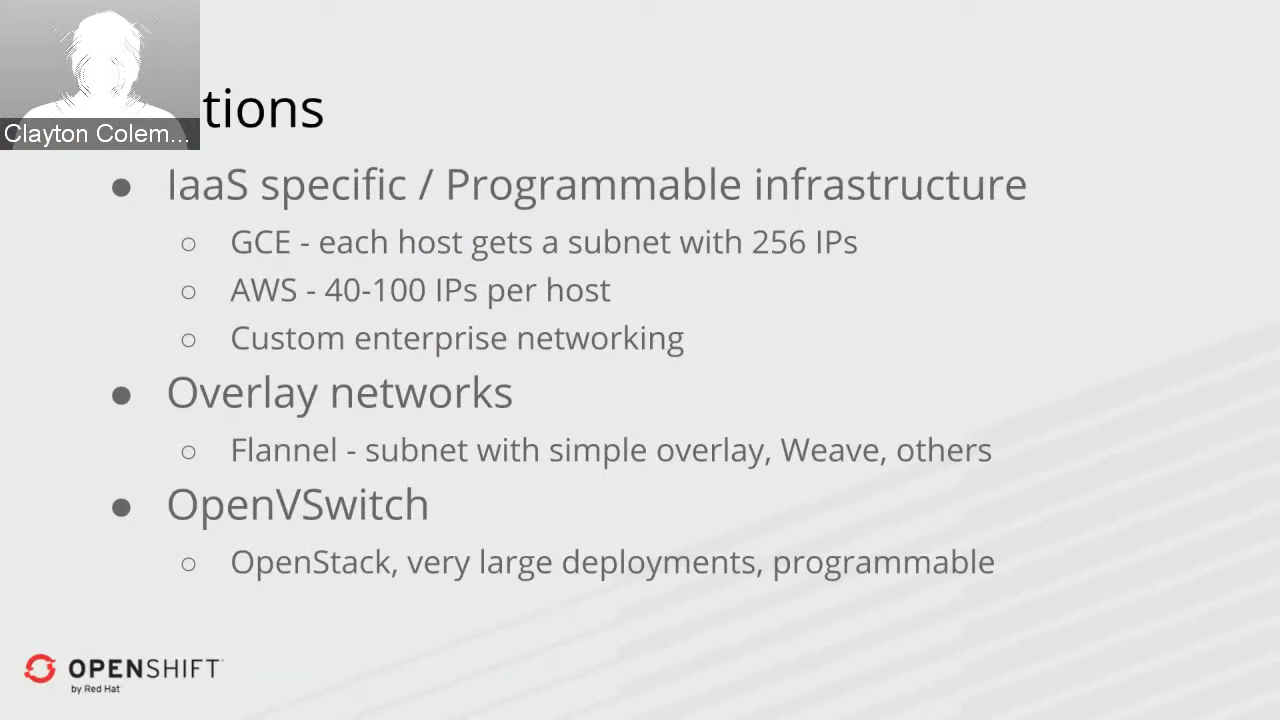 Clayton Colem...
tions
● IaaS specific / Programmable infrastructure
○ GCE - each host gets a subnet with 256 IPs
○ AWS - 40-100 IPs per host
○ Custom enterprise networking
● Overlay networks
○ Flannel - subnet with simple overlay, Weave, others
● OpenVSwitch
○ OpenStack, very large deployments, programmable
OPENSHIFT
by Red Hat